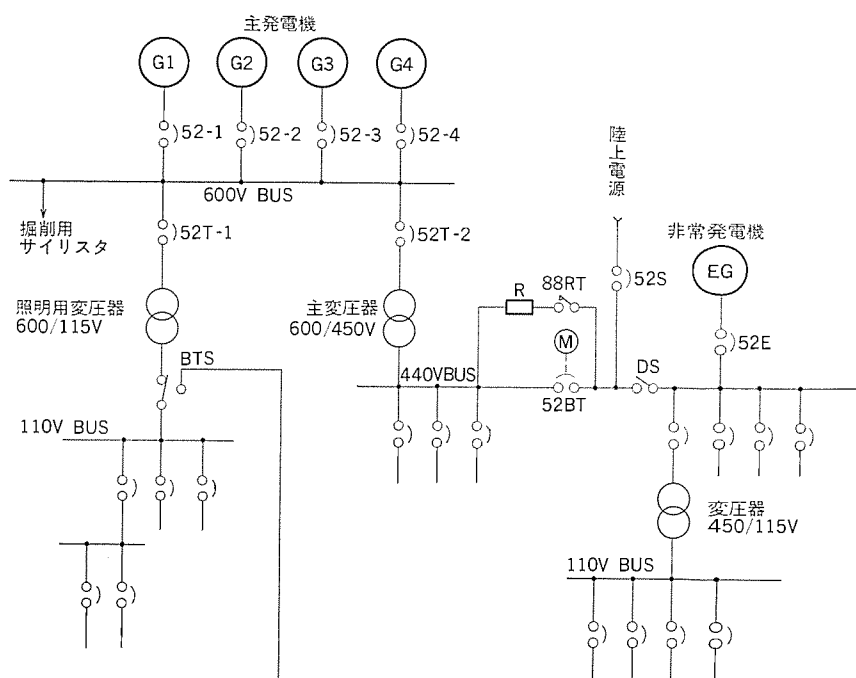 主発電機
G1
G2
G3
G4
52-1
52-2
52-3
52-4
600V BUS
掘削用
サイリスタ
52T-1
52T-2
陸上電源
非常発電機
EG
照明用変圧器
600/115V
主変圧器
600/450V
R
88RT
52S
M
52E
BTS
440VBUS
52BT
DS
110V BUS
変圧器
450/115V
110V BUS